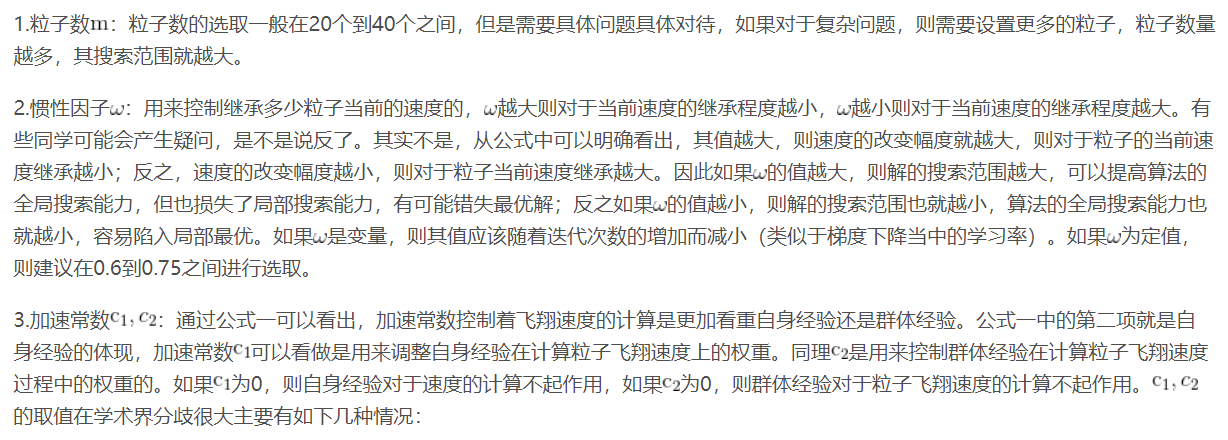 1.粒子数m：粒子数的选取一般在20个到40个之间，但是需要具体问题具体对待，如果对于复杂问题，则需要设置更多的粒子，粒子数量
越多，其搜索范围就越大。
2.惯性因子ω：用来控制继承多少粒子当前的速度的，ω越大则对于当前速度的继承程度越小，ω越小则对于当前速度的继承程度越大。有
些同学可能会产生疑问，是不是说反了。其实不是，从公式中可以明确看出，其值越大，则速度的改变幅度就越大，则对于粒子的当前速
度继承越小；反之，速度的改变幅度越小，则对于粒子当前速度继承越大。因此如果ω的值越大，则解的搜索范围越大，可以提高算法的
全局搜索能力，但也损失了局部搜索能力，有可能错失最优解；反之如果ω的值越小，则解的搜索范围也就越小，算法的全局搜索能力也
就越小，容易陷入局部最优。如果ω是变量，则其值应该随着迭代次数的增加而减小（类似于梯度下降当中的学习率）。如果ω为定值，
则建议在0.6到0.75之间进行选取。
3.加速常数c₁, c₂：通过公式一可以看出，加速常数控制着飞翔速度的计算是更加看重自身经验还是群体经验。公式一中的第二项就是自
身经验的体现，加速常数c₁可以看做是用来调整自身经验在计算粒子飞翔速度上的权重。同理c₂是用来控制群体经验在计算粒子飞翔速度
过程中的权重的。如果c₁为0，则自身经验对于速度的计算不起作用，如果c₂为0，则群体经验对于粒子飞翔速度的计算不起作用。c₁, c₂
的取值在学术界分歧很大主要有如下几种情况：